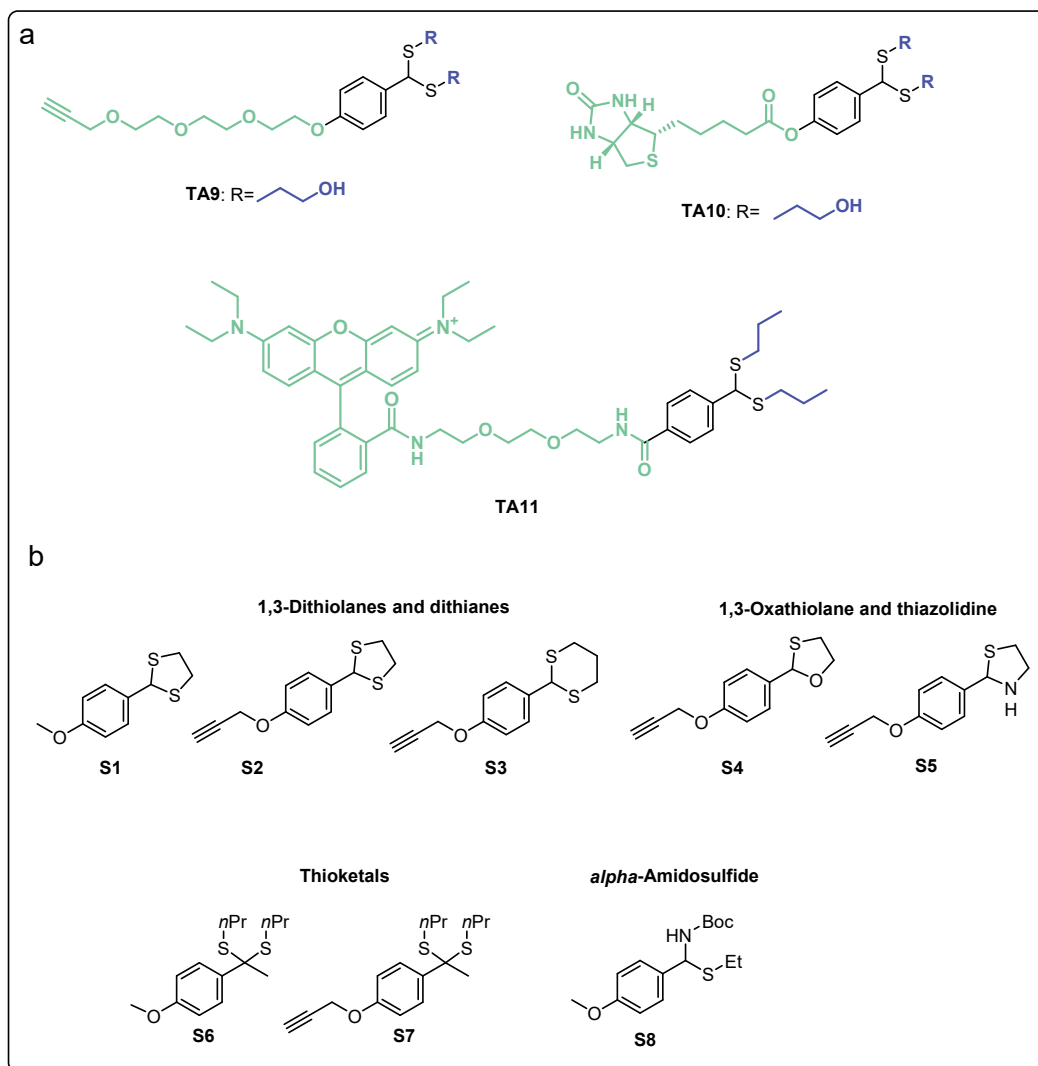 a
R
S
R
S
O
O
O
O
TA9: R= OH
O
NH
H
HN
H
S
O
O
R
S
R
S
TA10: R= OH
N
O
N+
O
N
H
O
O
H
N
O
S
S
TA11
b
1,3-Dithiolanes and dithianes
1,3-Oxathiolane and thiazolidine
S
S
O
S1
S
S
O
S2
S
S
O
S3
S
O
O
S4
S
N
H
O
S5
Thioketals
alpha-Amidosulfide
nPr
nPr
S
S
O
S6
nPr
nPr
S
S
O
S7
HN
Boc
S
Et
O
S8